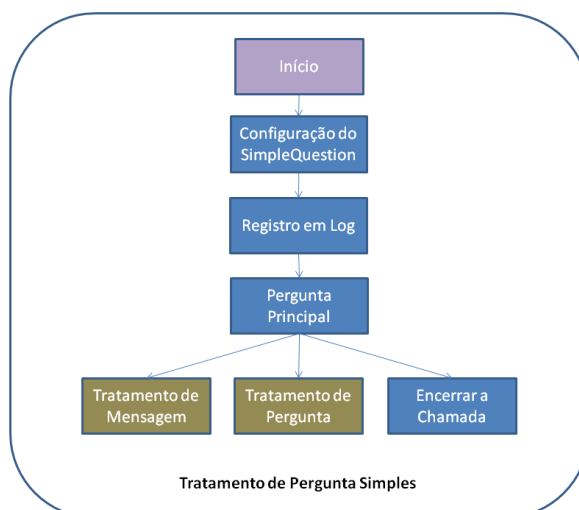 Início
Configuração do
SimpleQuestion
Registro em Log
Pergunta
Principal
Tratamento de
Mensagem
Tratamento de
Pergunta
Encerrar a
Chamada
Tratamento de Pergunta Simples